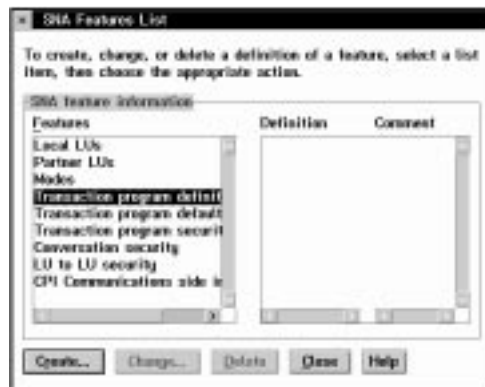 SNA Features List
To create, change, or delete a definition of a feature, select a list
item, then choose the appropriate action.
SNA feature information
Features Definition Comment
Local LUs
Partner LUs
Modes
Transaction program definit
Transaction program default
Transaction program securit
Conversation security
LU to LU security
CPI Communications side in
Create... Change... Delete Close Help